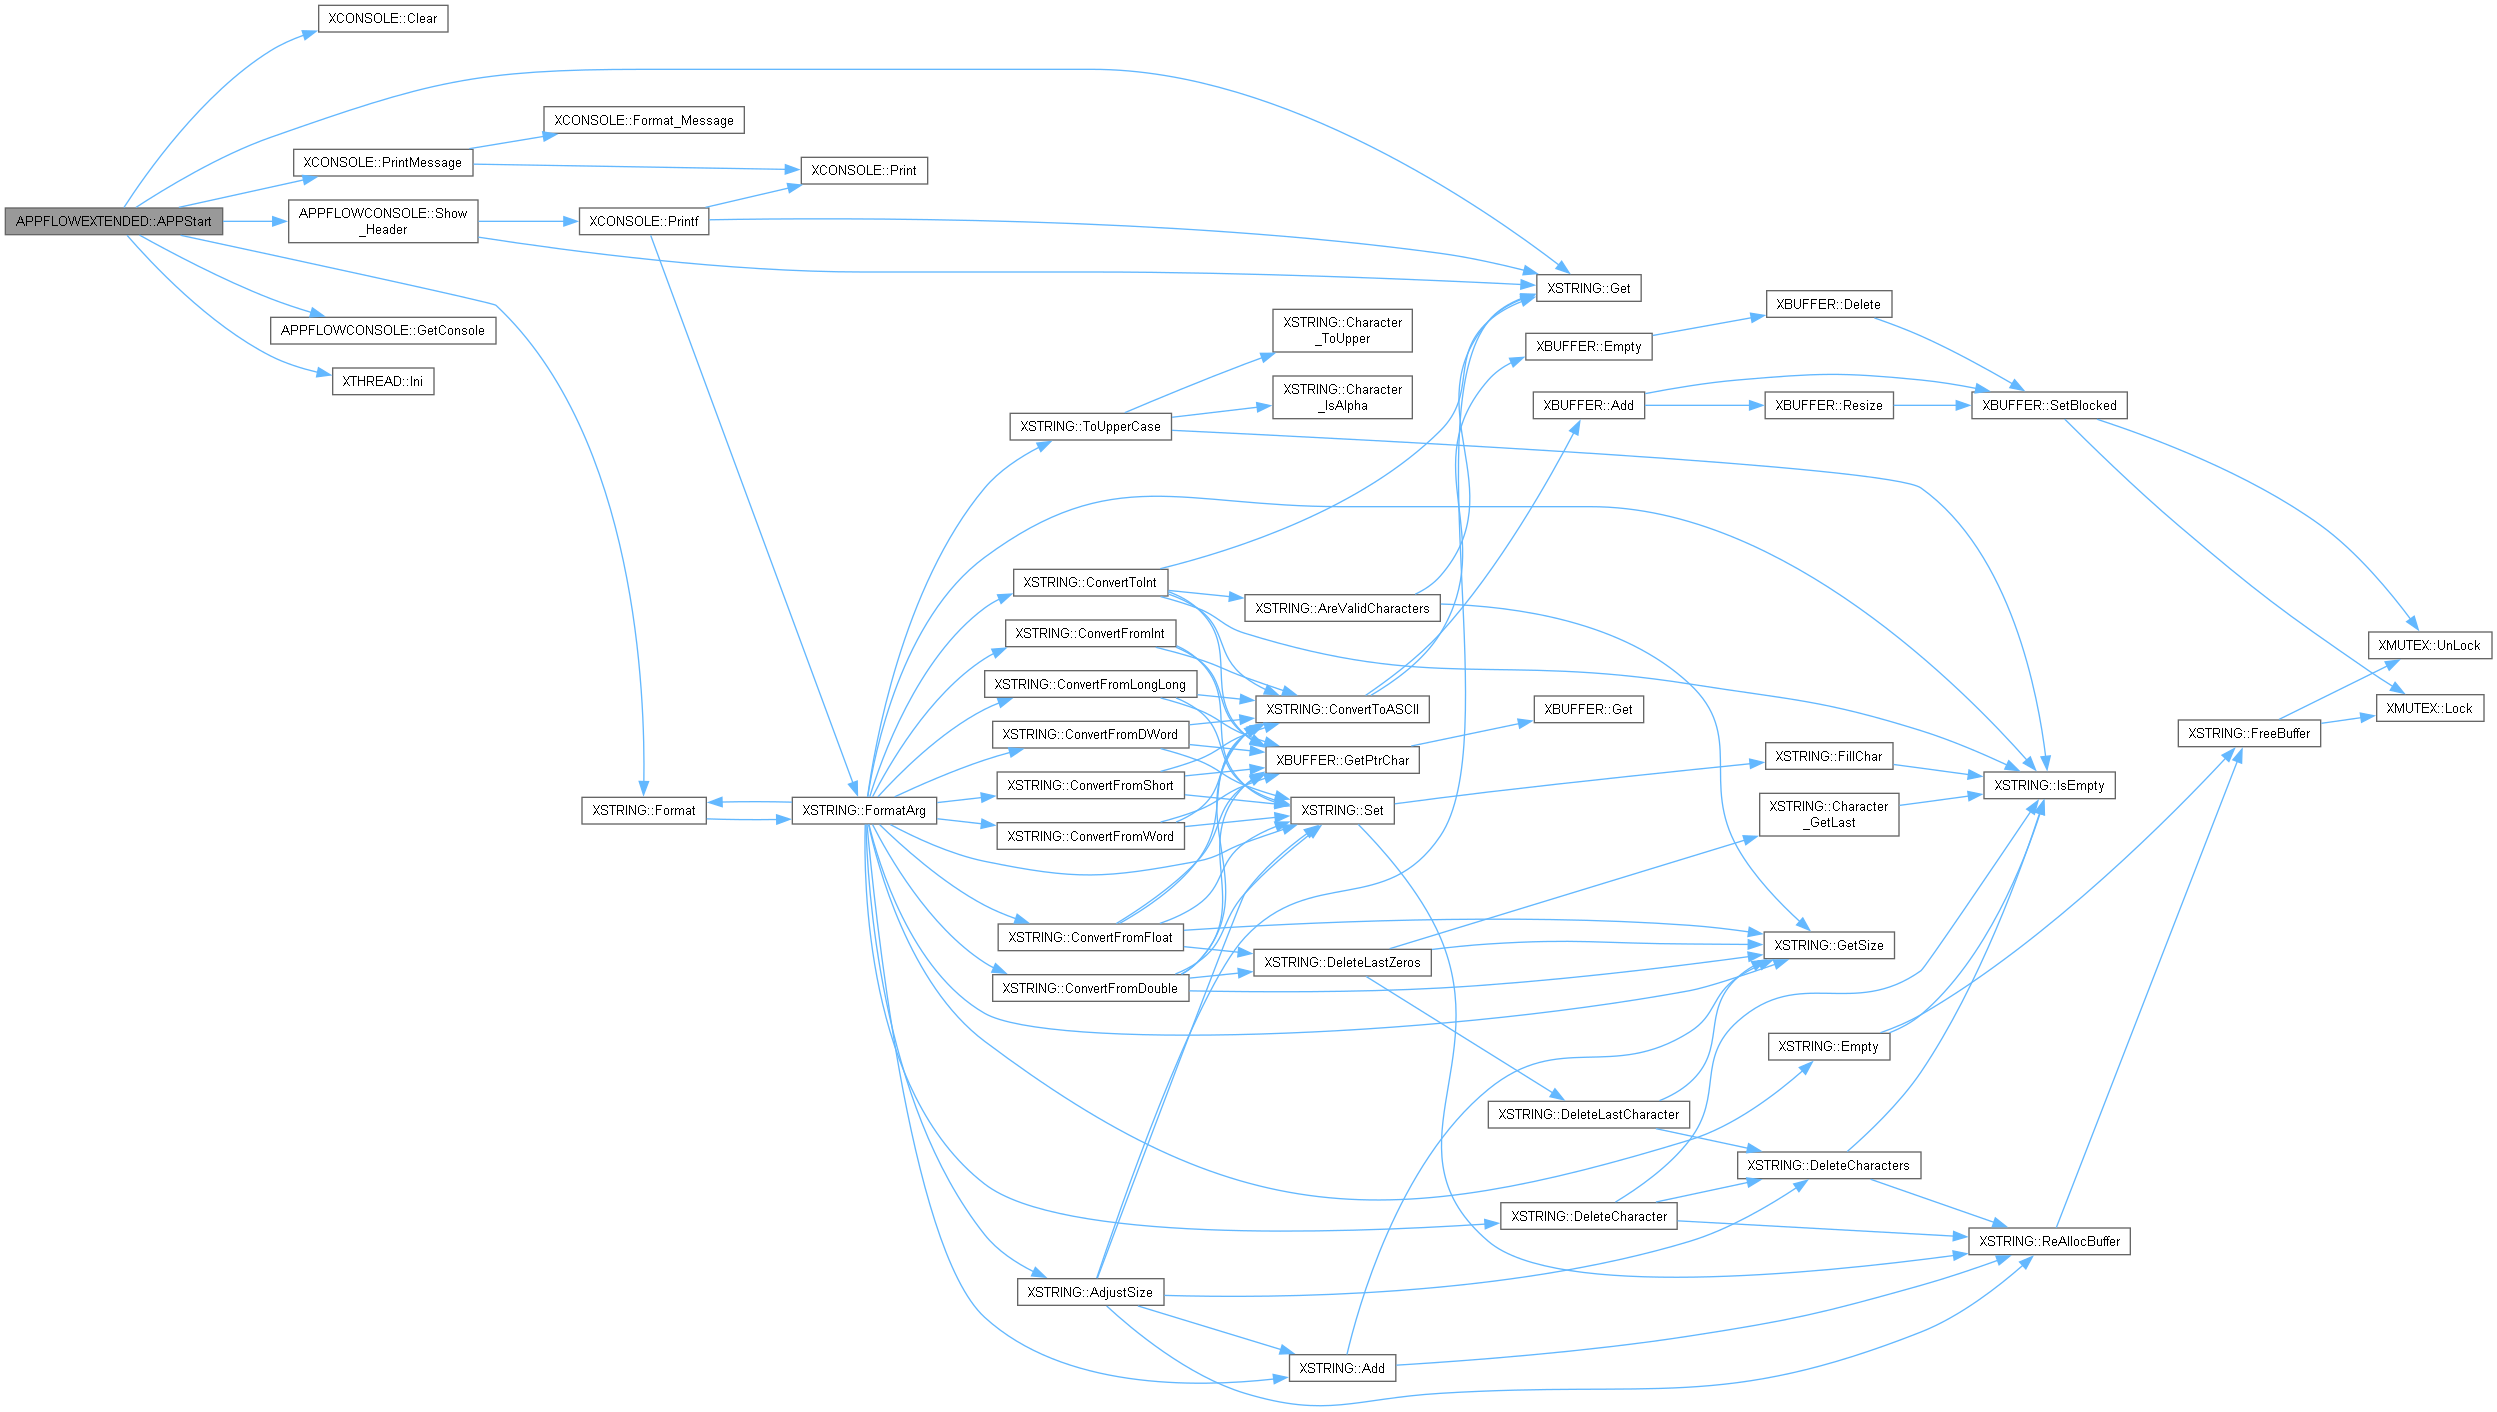 XCONSOLE::Clear
XCONSOLE::Format_Message
XCONSOLE::PrintMessage
XCONSOLE::Print
APPFLOWEXTENDED::APPStart
APPFLOWCONSOLE::Show
_Header
XCONSOLE::Printf
XSTRING::Get
APPFLOWCONSOLE::GetConsole
XTHREAD::Ini
XSTRING::Character
_ToUpper
XSTRING::Character
_IsAlpha
XBUFFER::Delete
XBUFFER::Empty
XBUFFER::Add
XBUFFER::Resize
XBUFFER::SetBlocked
XSTRING::ToUpperCase
XSTRING::ConvertToInt
XSTRING::AreValidCharacters
XSTRING::ConvertFromInt
XMUTEX::UnLock
XSTRING::ConvertFromLongLong
XSTRING::ConvertToASCII
XBUFFER::Get
XMUTEX::Lock
XSTRING::ConvertFromDWord
XSTRING::FreeBuffer
XBUFFER::GetPtrChar
XSTRING::FillChar
XSTRING::ConvertFromShort
XSTRING::IsEmpty
XSTRING::Format
XSTRING::FormatArg
XSTRING::Set
XSTRING::Character
_GetLast
XSTRING::ConvertFromWord
XSTRING::ConvertFromFloat
XSTRING::GetSize
XSTRING::DeleteLastZeros
XSTRING::ConvertFromDouble
XSTRING::Empty
XSTRING::DeleteLastCharacter
XSTRING::DeleteCharacters
XSTRING::DeleteCharacter
XSTRING::ReAllocBuffer
XSTRING::AdjustSize
XSTRING::Add